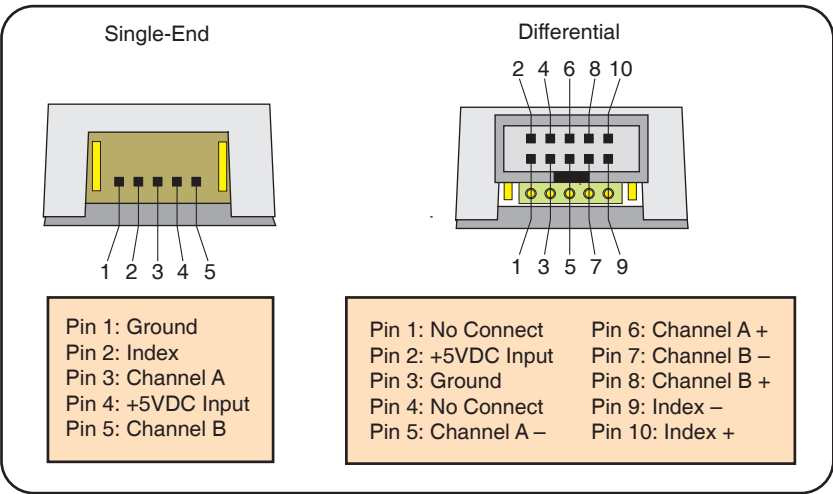 Single-End
1 2 3 4 5
Pin 1: Ground
Pin 2: Index
Pin 3: Channel A
Pin 4: +5VDC Input
Pin 5: Channel B
Differential
2 4 6 8 10
1 3 5 7 9
Pin 1: No Connect
Pin 2: +5VDC Input
Pin 3: Ground
Pin 4: No Connect
Pin 5: Channel A –
Pin 6: Channel A +
Pin 7: Channel B –
Pin 8: Channel B +
Pin 9: Index –
Pin 10: Index +